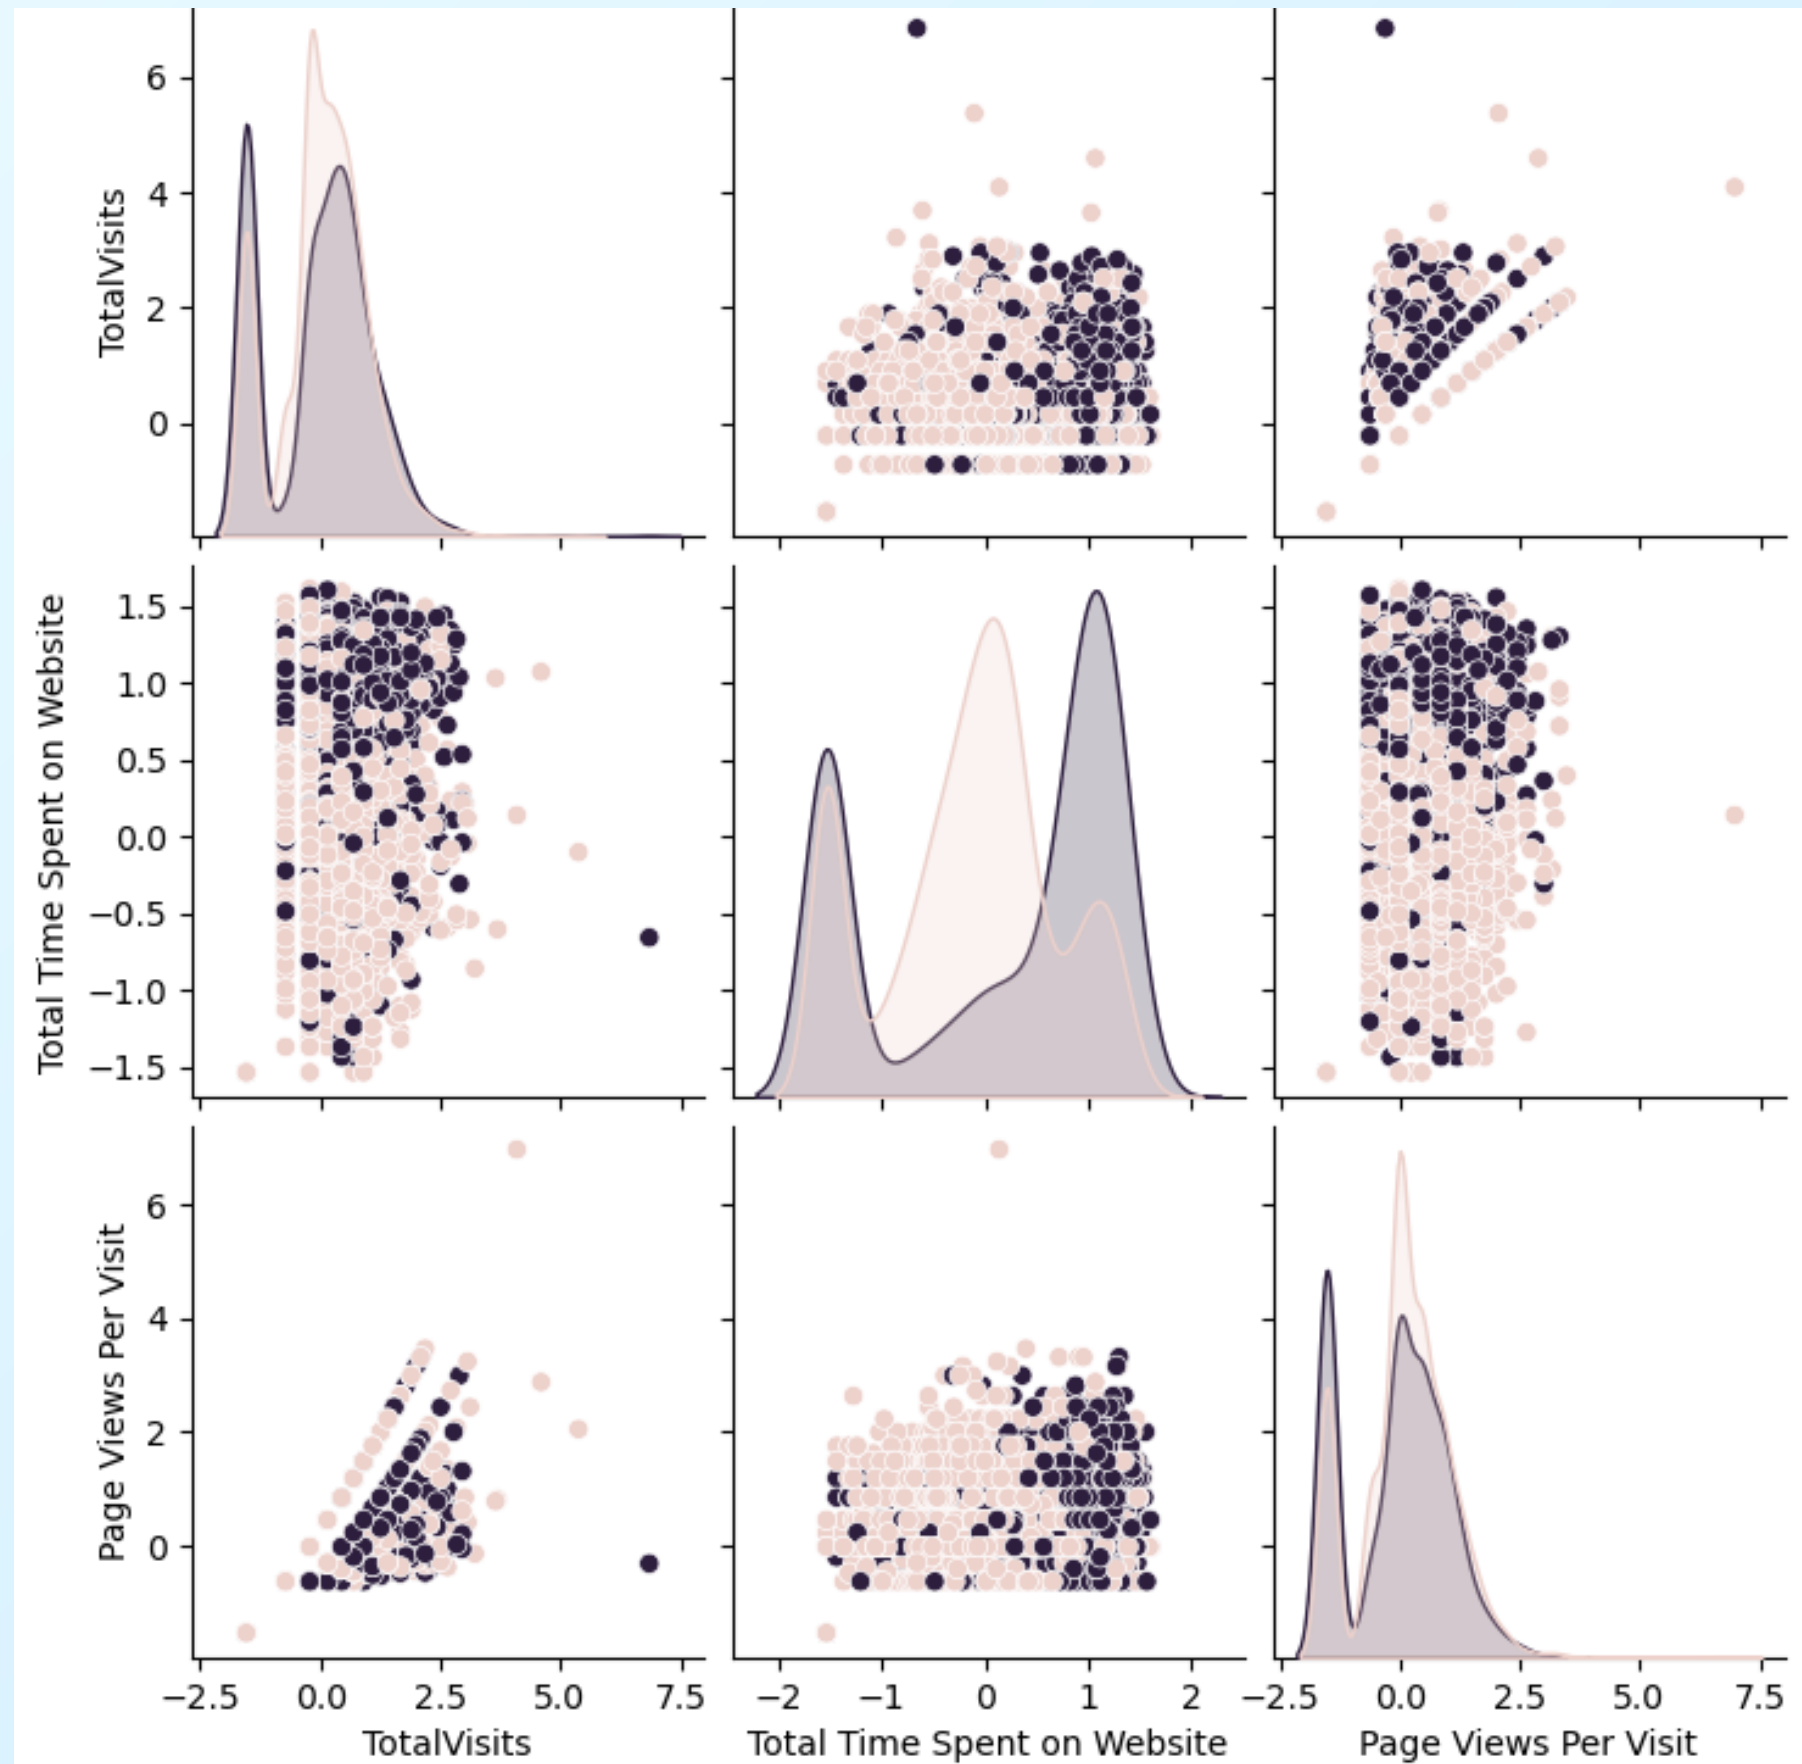 6
4
2
0
TotalVisits
1.5
1.0
0.5
0.0
−0.5
−1.0
−1.5
Total Time Spent on Website
6
4
2
0
Page Views Per Visit
−2.5 0.0 2.5 5.0 7.5
−2 −1 0 1 2
−2.5 0.0 2.5 5.0 7.5
TotalVisits
Total Time Spent on Website
Page Views Per Visit